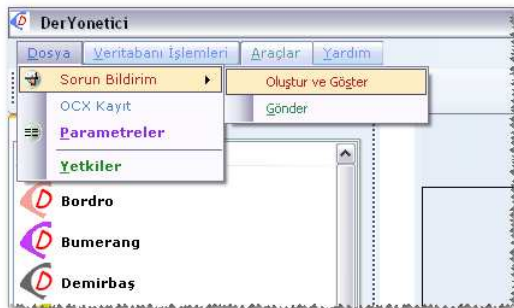 DerYonetici
Dosya Veritabanı İşlemleri Araçlar Yardım
Sorun Bildirim
Oluştur ve Göster
OCX Kayıt
Gönder
Parametreler
Yetkiler
Bordro
Bumerang
Demirbaş